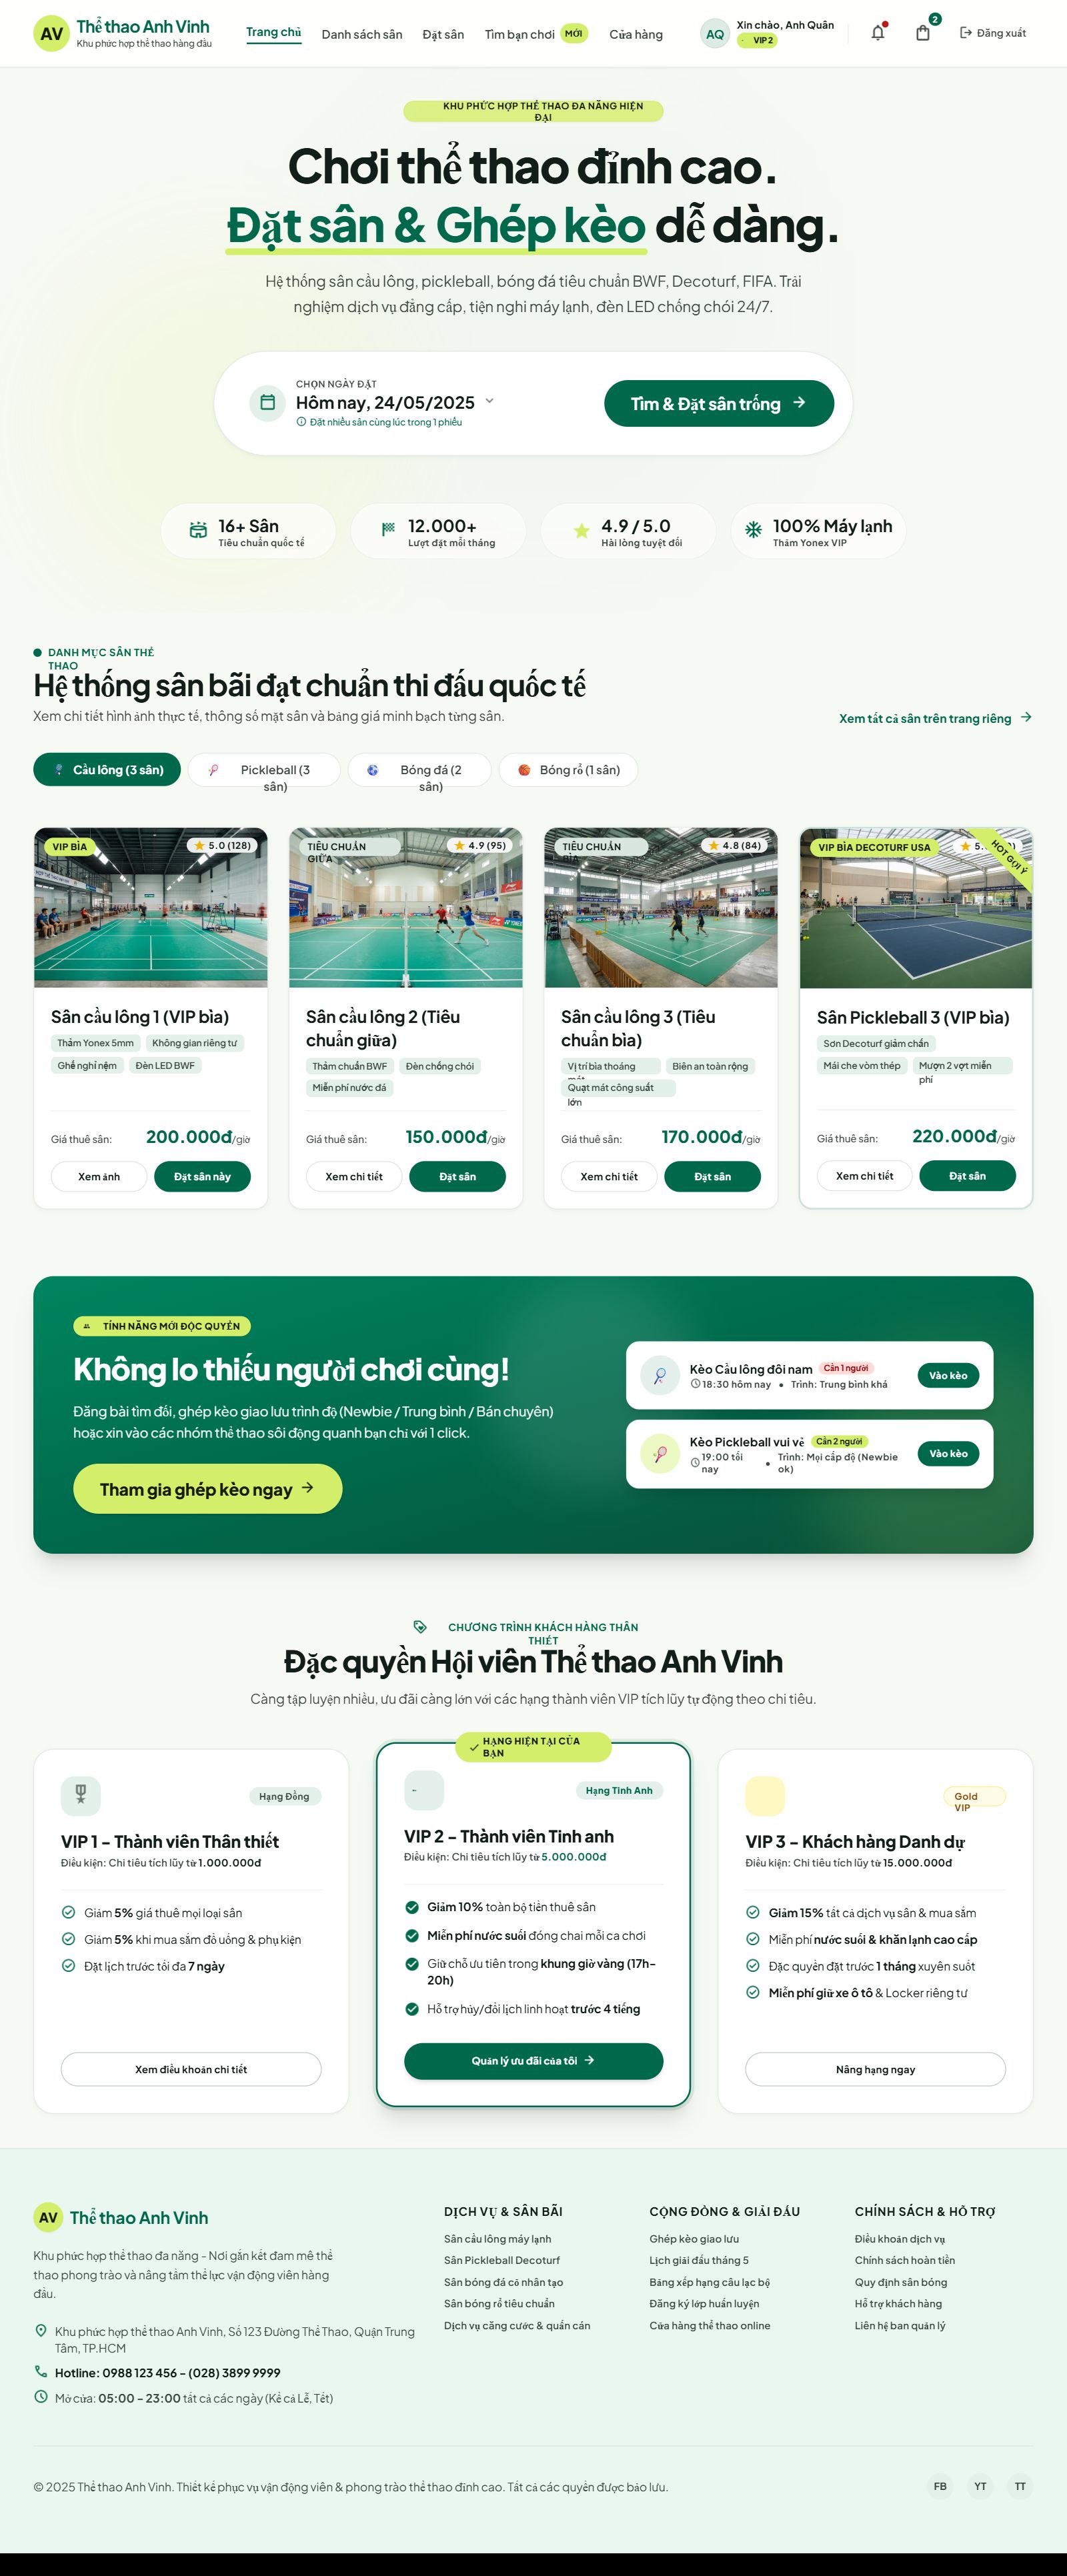 AV
Thể thao Anh Vinh
Khu phức hợp thể thao hàng đầu
Trang chủ
Danh sách sân
Đặt sân
Tìm bạn chơi MỚI
Cửa hàng
AQ
Xin chào, Anh Quân
VIP 2
2
Đăng xuất
KHU PHỨC HỢP THỂ THAO ĐA NĂNG HIỆN
ĐẠI
Chơi thể thao đỉnh cao.
Đặt sân & Ghép kèo dễ dàng.
Hệ thống sân cầu lông, pickleball, bóng đá tiêu chuẩn BWF, Decoturf, FIFA. Trải
nghiệm dịch vụ đẳng cấp, tiện nghi máy lạnh, đèn LED chống chói 24/7.
CHỌN NGÀY ĐẶT
Hôm nay, 24/05/2025
Đặt nhiều sân cùng lúc trong 1 phiếu
Tìm & Đặt sân trống
16+ Sân
Tiêu chuẩn quốc tế
12.000+
Lượt đặt mỗi tháng
4.9 / 5.0
Hài lòng tuyệt đối
100% Máy lạnh
Thảm Yonex VIP
DANH MỤC SÂN THỂ
THAO
Hệ thống sân bãi đạt chuẩn thi đấu quốc tế
Xem chi tiết hình ảnh thực tế, thông số mặt sân và bảng giá minh bạch từng sân.
Xem tất cả sân trên trang riêng
Cầu lông (3 sân)
Pickleball (3
sân)
Bóng đá (2
sân)
Bóng rổ (1 sân)
VIP BÌA
5.0 (128)
Sân cầu lông 1 (VIP bìa)
Thảm Yonex 5mm
Không gian riêng tư
Ghế nghỉ nệm
Đèn LED BWF
Giá thuê sân:
200.000đ/giờ
Xem ảnh
Đặt sân này
TIÊU CHUẨN
GIỮA
4.9 (95)
Sân cầu lông 2 (Tiêu
chuẩn giữa)
Thảm chuẩn BWF
Đèn chống chói
Miễn phí nước đá
Giá thuê sân:
150.000đ/giờ
Xem chi tiết
Đặt sân
TIÊU CHUẨN
BÌA
4.8 (84)
Sân cầu lông 3 (Tiêu
chuẩn bìa)
Vị trí bìa thoáng
mát
Biên an toàn rộng
Quạt mát công suất
lớn
Giá thuê sân:
170.000đ/giờ
Xem chi tiết
Đặt sân
VIP BÌA DECOTURF USA
HOT GỢI Ý
Sân Pickleball 3 (VIP bìa)
Sơn Decoturf giảm chấn
Mái che vòm thép
Mượn 2 vợt miễn
phí
Giá thuê sân:
220.000đ/giờ
Xem chi tiết
Đặt sân
TÍNH NĂNG MỚI ĐỘC QUYỀN
Không lo thiếu người chơi cùng!
Đăng bài tìm đối, ghép kèo giao lưu trình độ (Newbie / Trung bình / Bán chuyên)
hoặc xin vào các nhóm thể thao sôi động quanh bạn chỉ với 1 click.
Tham gia ghép kèo ngay
Kèo Cầu lông đôi nam
Cần 1 người
18:30 hôm nay • Trình: Trung bình khá
Vào kèo
Kèo Pickleball vui vẻ
Cần 2 người
19:00 tối
nay
• Trình: Mọi cấp độ (Newbie
ok)
Vào kèo
CHƯƠNG TRÌNH KHÁCH HÀNG THÂN
THIẾT
Đặc quyền Hội viên Thể thao Anh Vinh
Càng tập luyện nhiều, ưu đãi càng lớn với các hạng thành viên VIP tích lũy tự động theo chi tiêu.
Hạng Đồng
VIP 1 - Thành viên Thân thiết
Điều kiện: Chi tiêu tích lũy từ 1.000.000đ
Giảm 5% giá thuê mọi loại sân
Giảm 5% khi mua sắm đồ uống & phụ kiện
Đặt lịch trước tối đa 7 ngày
Xem điều khoản chi tiết
HẠNG HIỆN TẠI CỦA
BẠN
Hạng Tinh Anh
VIP 2 - Thành viên Tinh anh
Điều kiện: Chi tiêu tích lũy từ 5.000.000đ
Giảm 10% toàn bộ tiền thuê sân
Miễn phí nước suối đóng chai mỗi ca chơi
Giữ chỗ ưu tiên trong khung giờ vàng (17h-
20h)
Hỗ trợ hủy/đổi lịch linh hoạt trước 4 tiếng
Quản lý ưu đãi của tôi
Gold
VIP
VIP 3 - Khách hàng Danh dự
Điều kiện: Chi tiêu tích lũy từ 15.000.000đ
Giảm 15% tất cả dịch vụ sân & mua sắm
Miễn phí nước suối & khăn lạnh cao cấp
Đặc quyền đặt trước 1 tháng xuyên suốt
Miễn phí giữ xe ô tô & Locker riêng tư
Nâng hạng ngay
AV
Thể thao Anh Vinh
Khu phức hợp thể thao đa năng - Nơi gắn kết đam mê thể
thao phong trào và nâng tầm thể lực vận động viên hàng
đầu.
Khu phức hợp thể thao Anh Vinh, Số 123 Đường Thể Thao, Quận Trung
Tâm, TP.HCM
Hotline: 0988 123 456 - (028) 3899 9999
Mở cửa: 05:00 - 23:00 tất cả các ngày (Kể cả Lễ, Tết)
DỊCH VỤ & SÂN BÃI
Sân cầu lông máy lạnh
Sân Pickleball Decoturf
Sân bóng đá cỏ nhân tạo
Sân bóng rổ tiêu chuẩn
Dịch vụ căng cước & quấn cán
CỘNG ĐỒNG & GIẢI ĐẤU
Ghép kèo giao lưu
Lịch giải đấu tháng 5
Bảng xếp hạng câu lạc bộ
Đăng ký lớp huấn luyện
Cửa hàng thể thao online
CHÍNH SÁCH & HỖ TRỢ
Điều khoản dịch vụ
Chính sách hoàn tiền
Quy định sân bóng
Hỗ trợ khách hàng
Liên hệ ban quản lý
© 2025 Thể thao Anh Vinh. Thiết kế phục vụ vận động viên & phong trào thể thao đỉnh cao. Tất cả các quyền được bảo lưu.
FB
YT
TT